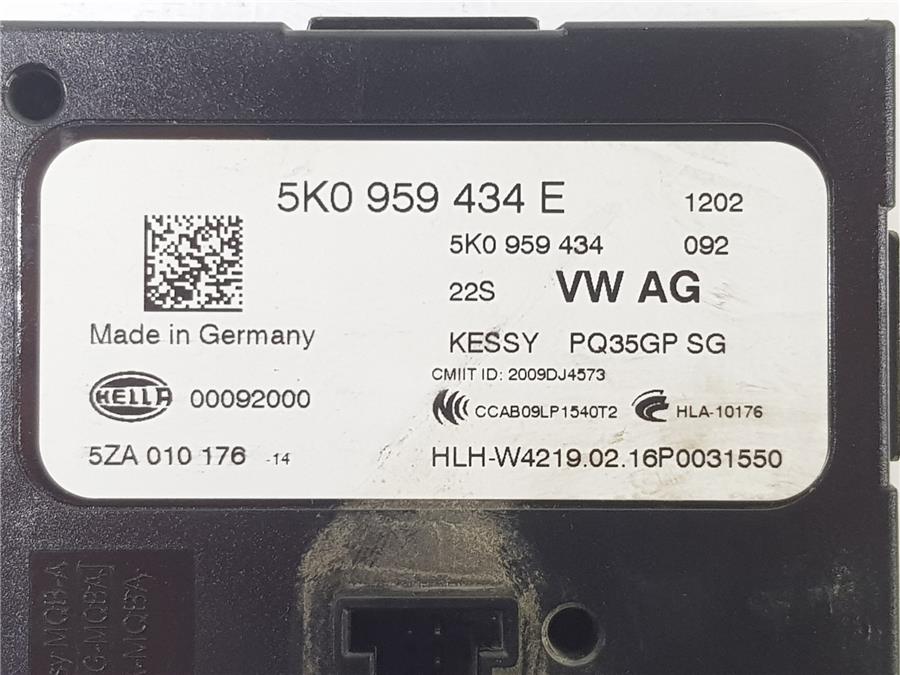 5K0 959 434 E 1202
5K0 959 434 092
22S VW AG
Made in Germany
KESSY PQ35GP SG
CMIIT ID: 2009DJ4573
HELLA 00092000
CCAB09LP1540T2 HLA-10176
5ZA 010 176 -14
HLH-W4219.02.16P0031550
MQB-A